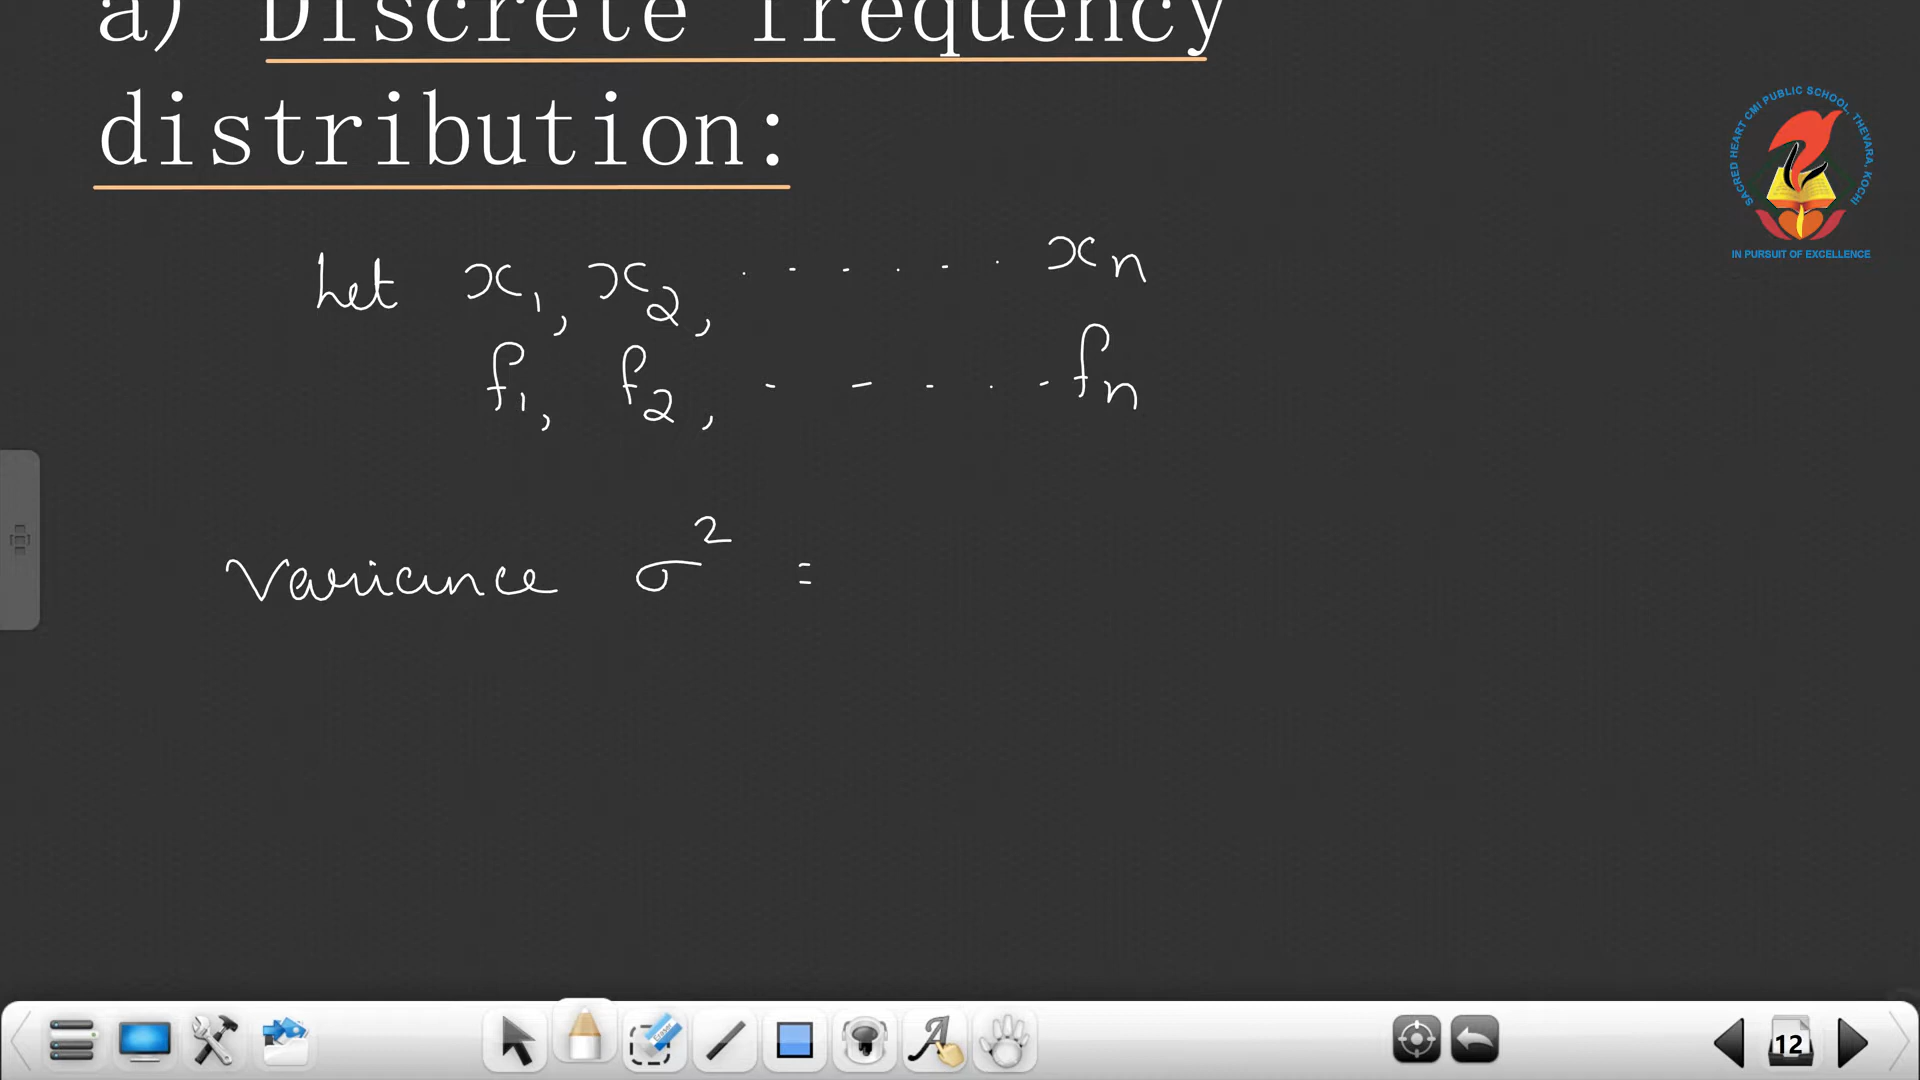 a) Discrete frequency
distribution:
SACRED HEART CMI PUBLIC SCHOOL, THEVARA, KOCHI
IN PURSUIT OF EXCELLENCE
Let x₁, x₂, . - - . - . xₙ
f₁, f₂, - - - . - fₙ
Variance σ² =
12